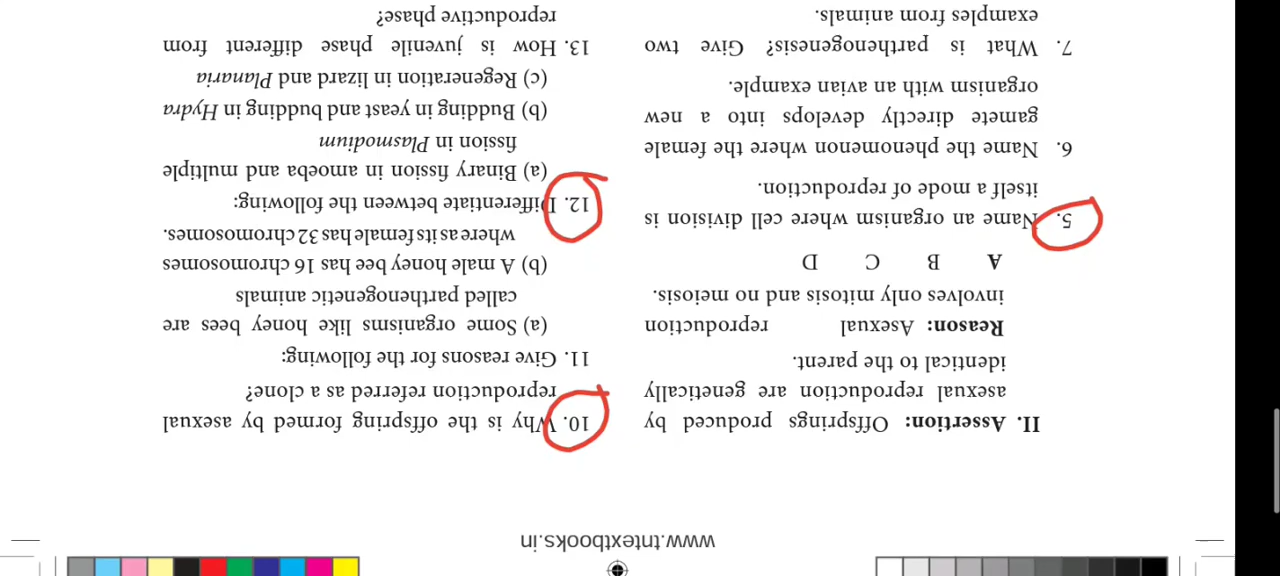 www.tntextbooks.in
II. Assertion: Offsprings produced by
asexual reproduction are genetically
identical to the parent.
Reason: Asexual reproduction
involves only mitosis and no meiosis.
A B C D
5. Name an organism where cell division is
itself a mode of reproduction.
6. Name the phenomenon where the female
gamete directly develops into a new
organism with an avian example.
7. What is parthenogenesis? Give two
examples from animals.
10. Why is the offspring formed by asexual
reproduction referred as a clone?
11. Give reasons for the following:
(a) Some organisms like honey bees are
called parthenogenetic animals
(b) A male honey bee has 16 chromosomes
where as its female has 32 chromosomes.
12. Differentiate between the following:
(a) Binary fission in amoeba and multiple
fission in Plasmodium
(b) Budding in yeast and budding in Hydra
(c) Regeneration in lizard and Planaria
13. How is juvenile phase different from
reproductive phase?